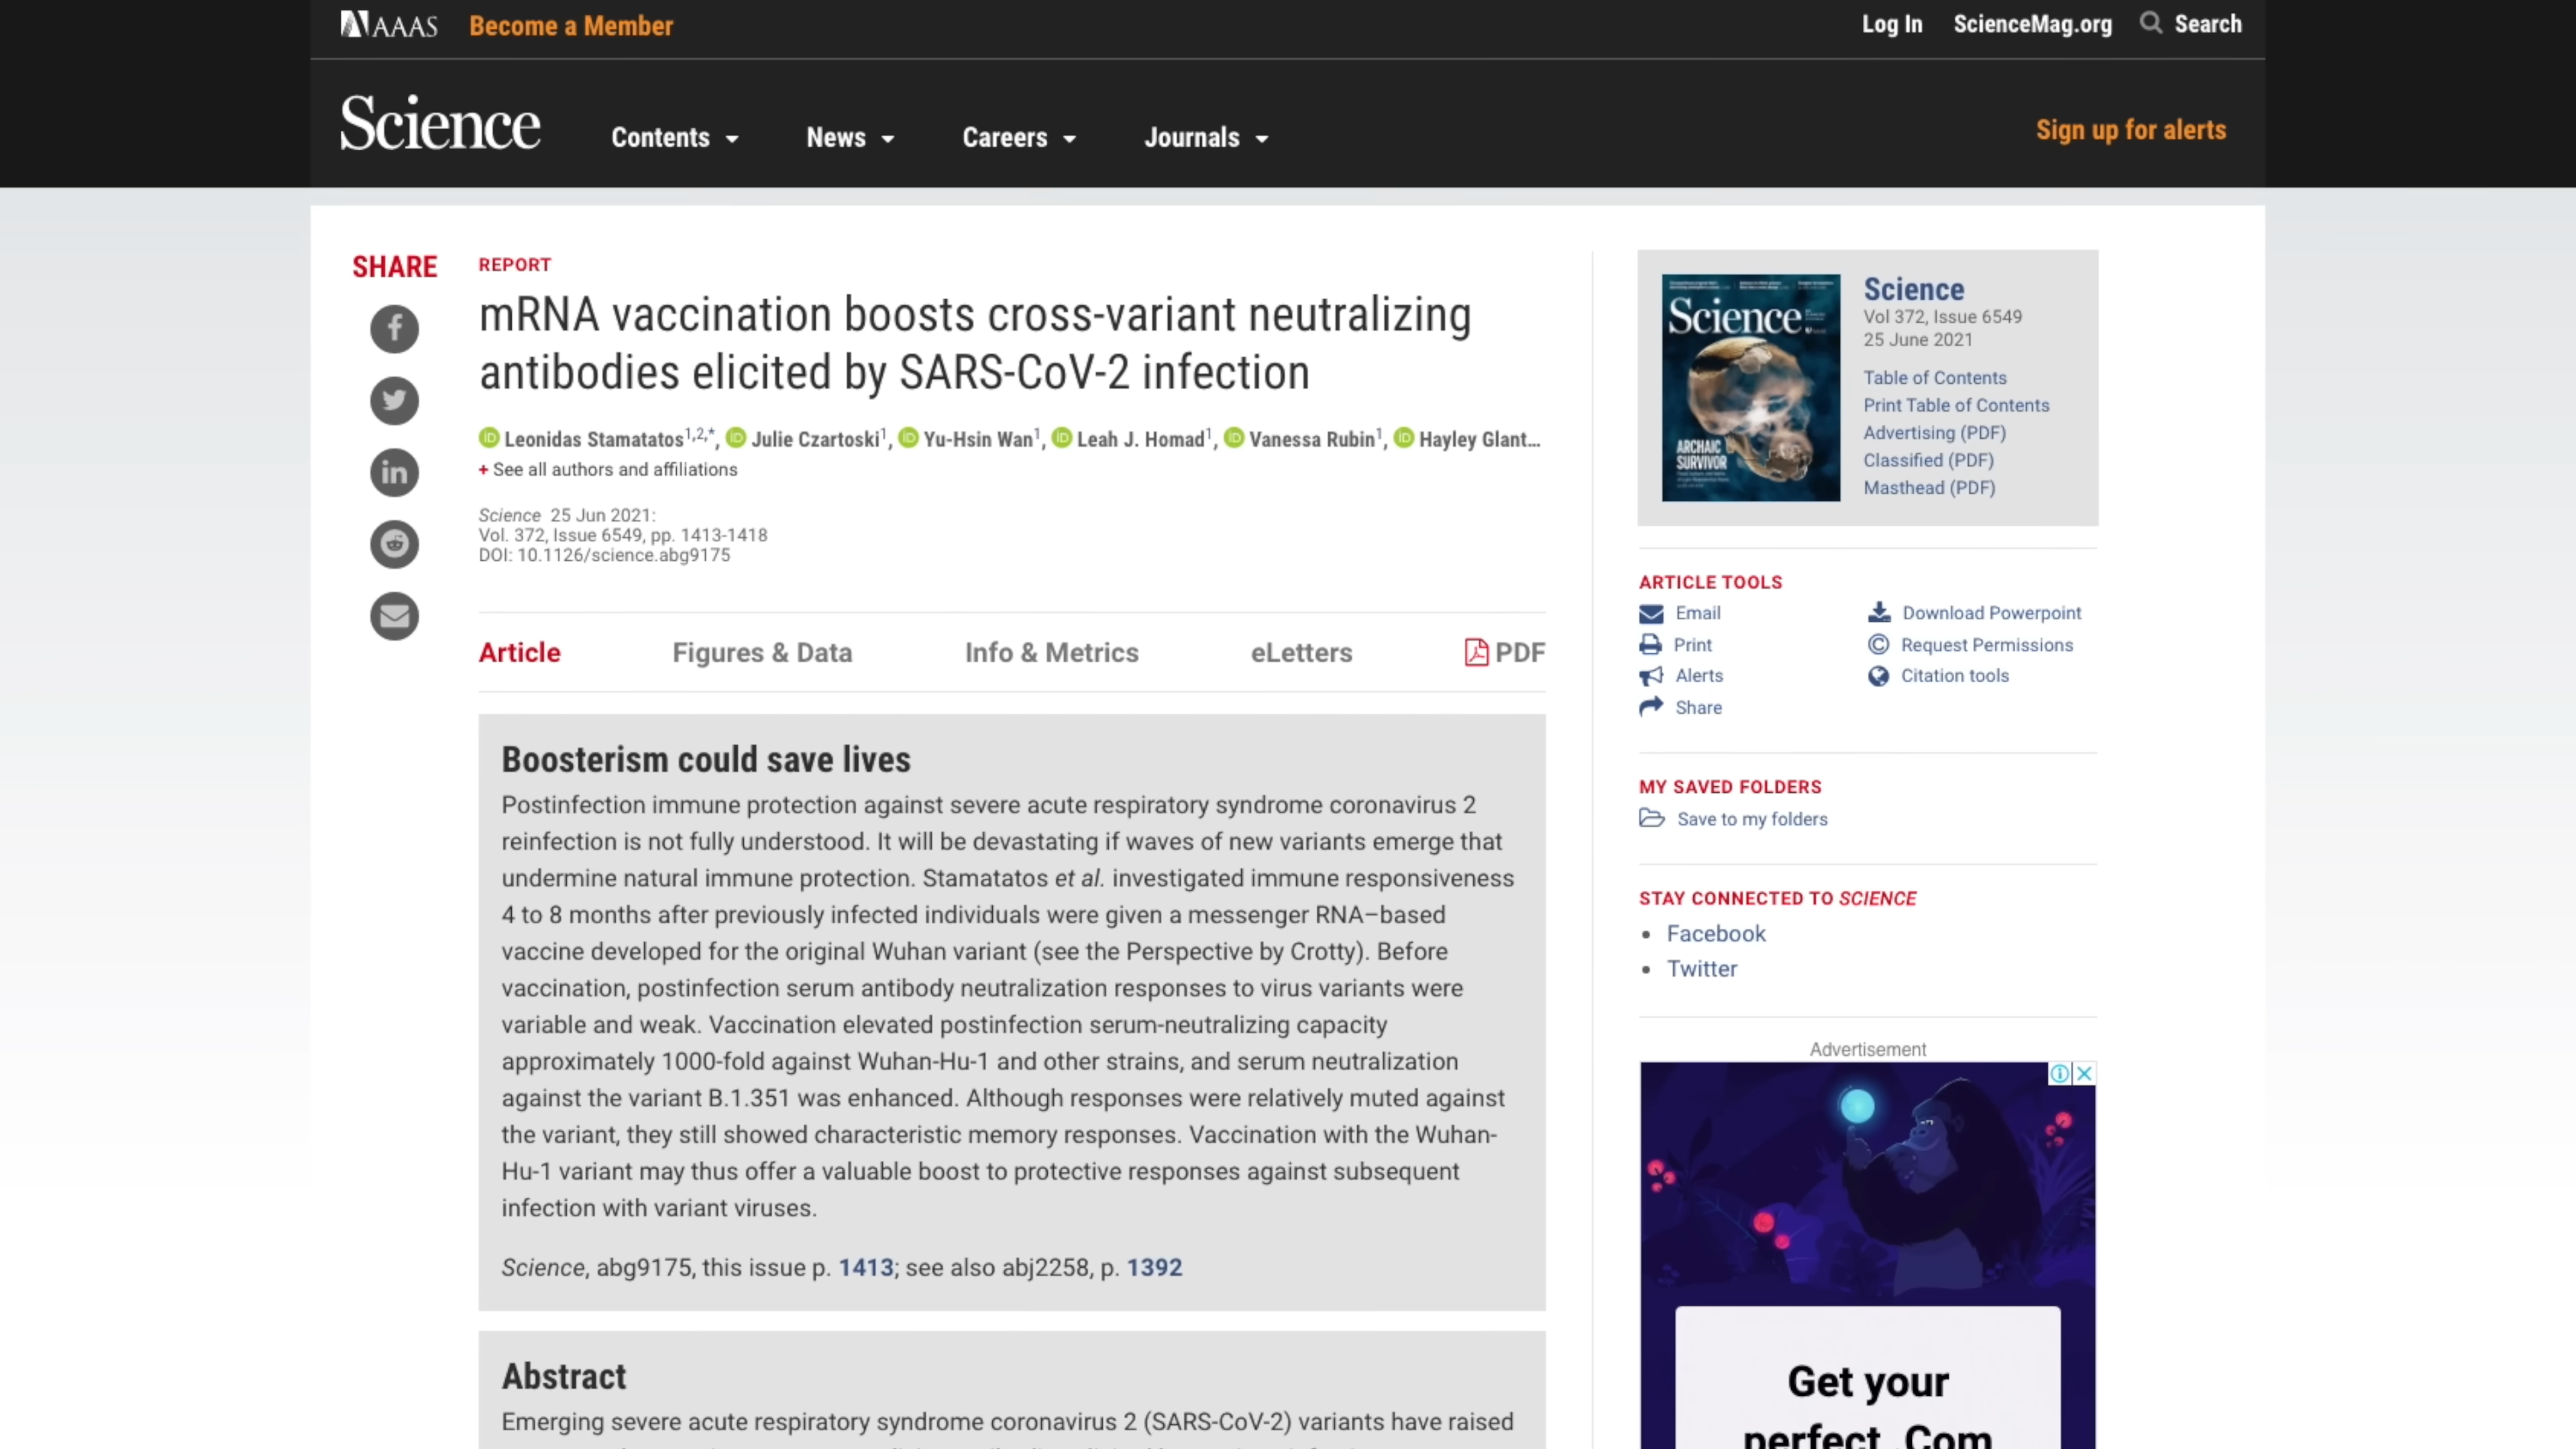 AAAS Become a Member Log In ScienceMag.org Search
Science Contents News Careers Journals Sign up for alerts
SHARE
REPORT
mRNA vaccination boosts cross-variant neutralizing
antibodies elicited by SARS-CoV-2 infection
iD Leonidas Stamatatos1,2,*, iD Julie Czartoski1, iD Yu-Hsin Wan1, iD Leah J. Homad1, iD Vanessa Rubin1, iD Hayley Glant...
+ See all authors and affiliations
Science 25 Jun 2021:
Vol. 372, Issue 6549, pp. 1413-1418
DOI: 10.1126/science.abg9175
Article Figures & Data Info & Metrics eLetters PDF
Boosterism could save lives
Postinfection immune protection against severe acute respiratory syndrome coronavirus 2
reinfection is not fully understood. It will be devastating if waves of new variants emerge that
undermine natural immune protection. Stamatatos et al. investigated immune responsiveness
4 to 8 months after previously infected individuals were given a messenger RNA–based
vaccine developed for the original Wuhan variant (see the Perspective by Crotty). Before
vaccination, postinfection serum antibody neutralization responses to virus variants were
variable and weak. Vaccination elevated postinfection serum-neutralizing capacity
approximately 1000-fold against Wuhan-Hu-1 and other strains, and serum neutralization
against the variant B.1.351 was enhanced. Although responses were relatively muted against
the variant, they still showed characteristic memory responses. Vaccination with the Wuhan-
Hu-1 variant may thus offer a valuable boost to protective responses against subsequent
infection with variant viruses.
Science, abg9175, this issue p. 1413; see also abj2258, p. 1392
Abstract
Emerging severe acute respiratory syndrome coronavirus 2 (SARS-CoV-2) variants have raised
Science
ARCHAIC
SURVIVOR
Science
Vol 372, Issue 6549
25 June 2021
Table of Contents
Print Table of Contents
Advertising (PDF)
Classified (PDF)
Masthead (PDF)
ARTICLE TOOLS
Email Download Powerpoint
Print Request Permissions
Alerts Citation tools
Share
MY SAVED FOLDERS
Save to my folders
STAY CONNECTED TO SCIENCE
Facebook
Twitter
Advertisement
Get your
perfect .Com